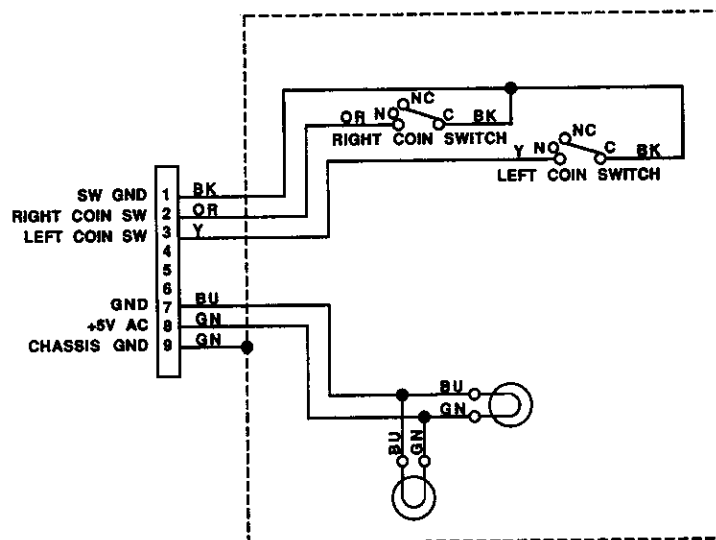 NC
OR NO C BK
RIGHT COIN SWITCH
NC
Y NO C BK
LEFT COIN SWITCH
SW GND 1 BK
RIGHT COIN SW 2 OR
LEFT COIN SW 3 Y
4
5
6
GND 7 BU
+5V AC 8 GN
CHASSIS GND 9 GN
BU
GN
BU GN